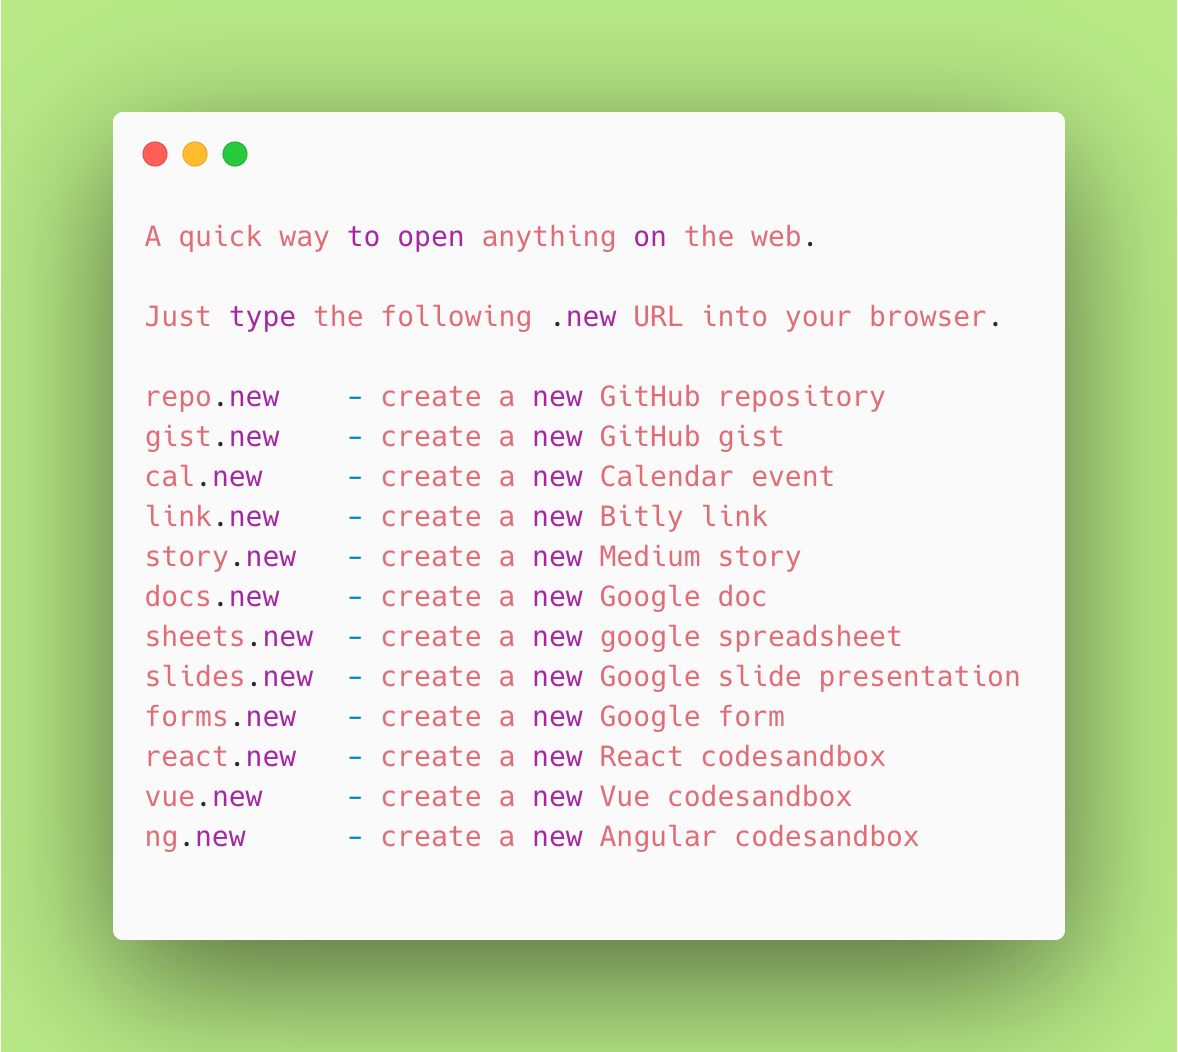 A quick way to open anything on the web.
Just type the following .new URL into your browser.
repo.new    - create a new GitHub repository
gist.new    - create a new GitHub gist
cal.new     - create a new Calendar event
link.new    - create a new Bitly link
story.new   - create a new Medium story
docs.new    - create a new Google doc
sheets.new  - create a new google spreadsheet
slides.new  - create a new Google slide presentation
forms.new   - create a new Google form
react.new   - create a new React codesandbox
vue.new     - create a new Vue codesandbox
ng.new      - create a new Angular codesandbox